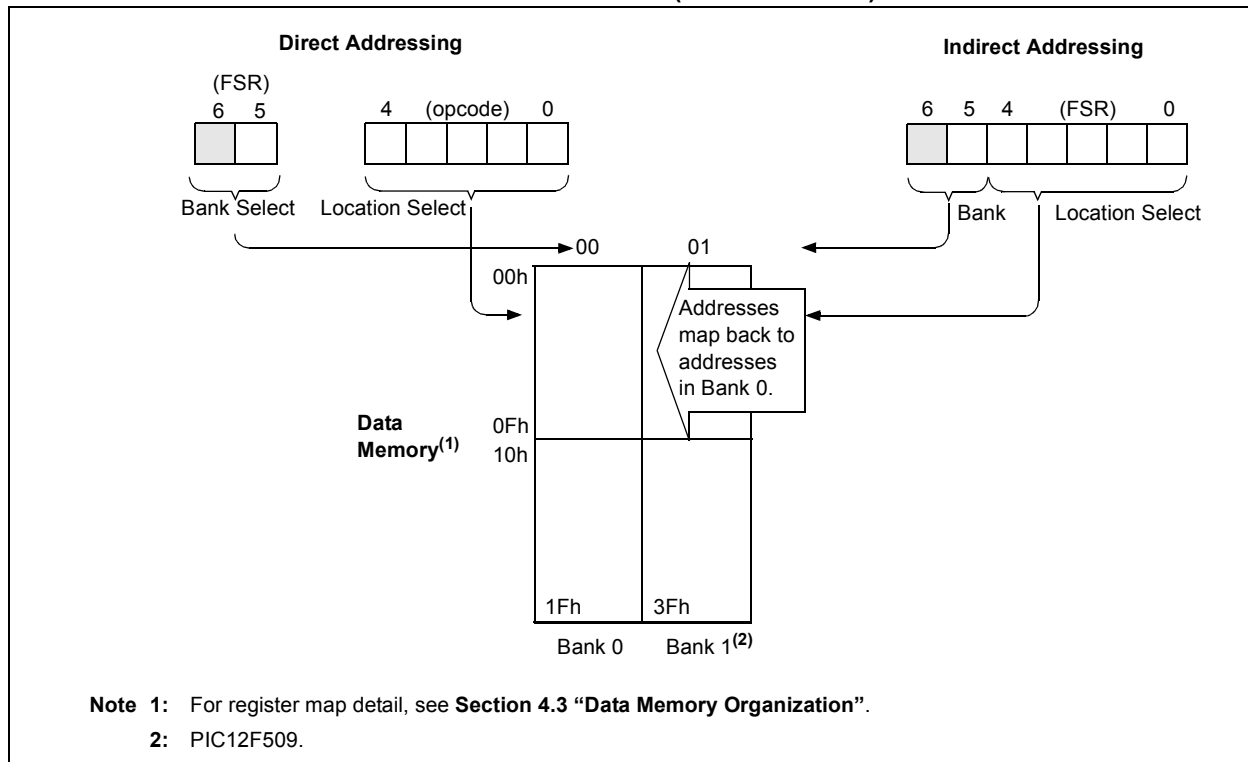 Direct Addressing
(FSR)
6 5
4 (opcode) 0
Bank Select Location Select
Indirect Addressing
6 5 4 (FSR) 0
Bank Location Select
00 01
00h
Addresses
map back to
addresses
in Bank 0.
Data
Memory(1)
0Fh
10h
1Fh 3Fh
Bank 0 Bank 1(2)
Note 1: For register map detail, see Section 4.3 “Data Memory Organization”.
2: PIC12F509.